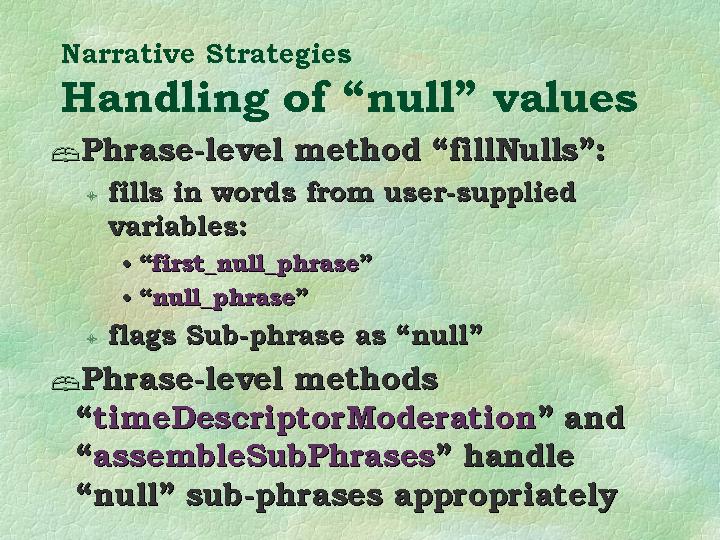 Narrative Strategies
Handling of “null” values
Phrase-level method “fillNulls”:
fills in words from user-supplied
variables:
• “first_null_phrase”
• “null_phrase”
flags Sub-phrase as “null”
Phrase-level methods
“timeDescriptorModeration” and
“assembleSubPhrases” handle
“null” sub-phrases appropriately